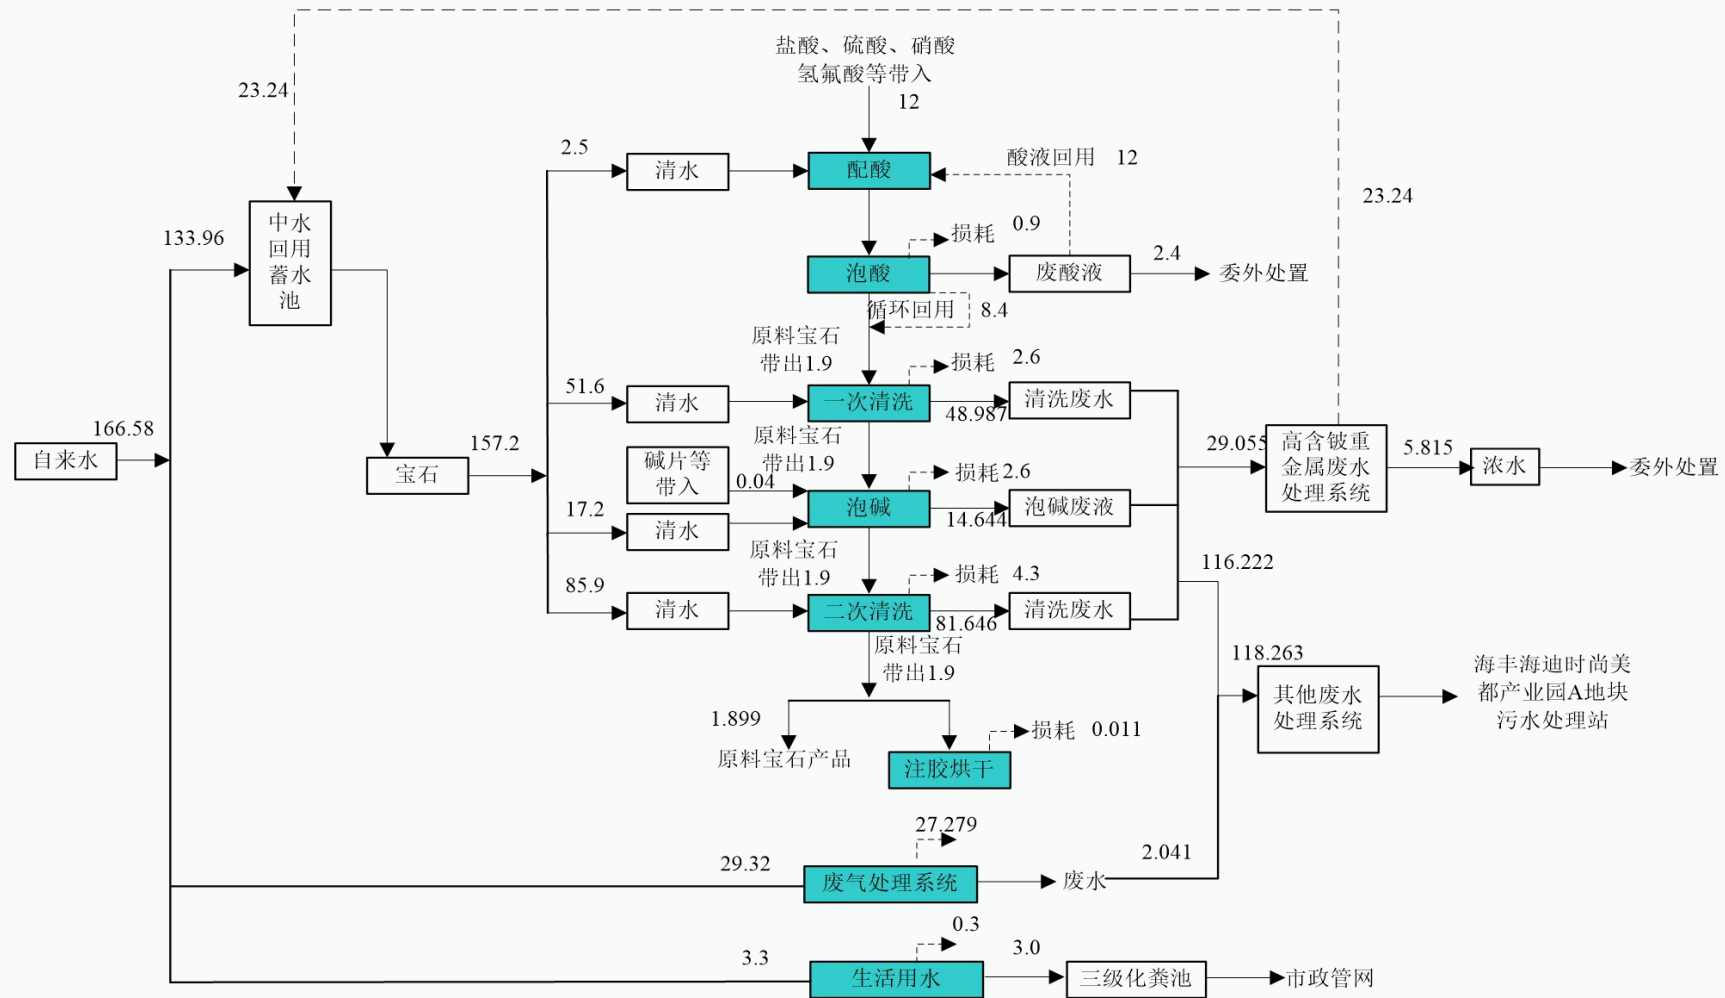 盐酸、硫酸、硝酸
氢氟酸等带入
12
23.24
2.5
清水
配酸
酸液回用 12
23.24
133.96
中水
回用
蓄水
池
损耗 0.9
泡酸
废酸液
2.4
委外处置
循环回用 8.4
原料宝石
带出1.9
损耗 2.6
51.6
清水
一次清洗
48.987
清洗废水
166.58
自来水
157.2
宝石
原料宝石
带出1.9
碱片等
带入
0.04
损耗 2.6
泡碱
14.644
泡碱废液
17.2
清水
29.055
高含铍重
金属废水
处理系统
5.815
浓水
委外处置
原料宝石
带出1.9
损耗 4.3
85.9
清水
二次清洗
81.646
清洗废水
116.222
原料宝石
带出1.9
118.263
其他废水
处理系统
海丰海迪时尚美
都产业园A地块
污水处理站
1.899
原料宝石产品
损耗 0.011
注胶烘干
27.279
29.32
废气处理系统
废水
2.041
0.3
3.3
生活用水
3.0
三级化粪池
市政管网